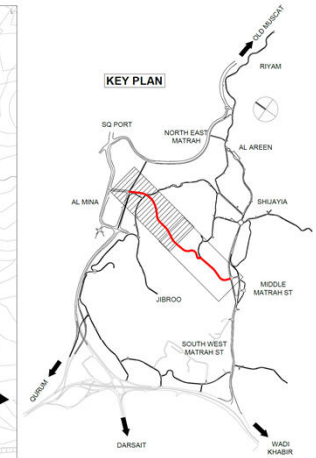 OLD MUSCAT
RIYAM
KEY PLAN
SQ PORT
NORTH EAST
MATRAH
AL AREEN
AL MINA
SHIJAYIA
MIDDLE
MATRAH ST
JIBROO
SOUTH WEST
MATRAH ST
QURUM
DARSAIT
WADI
KHABIR